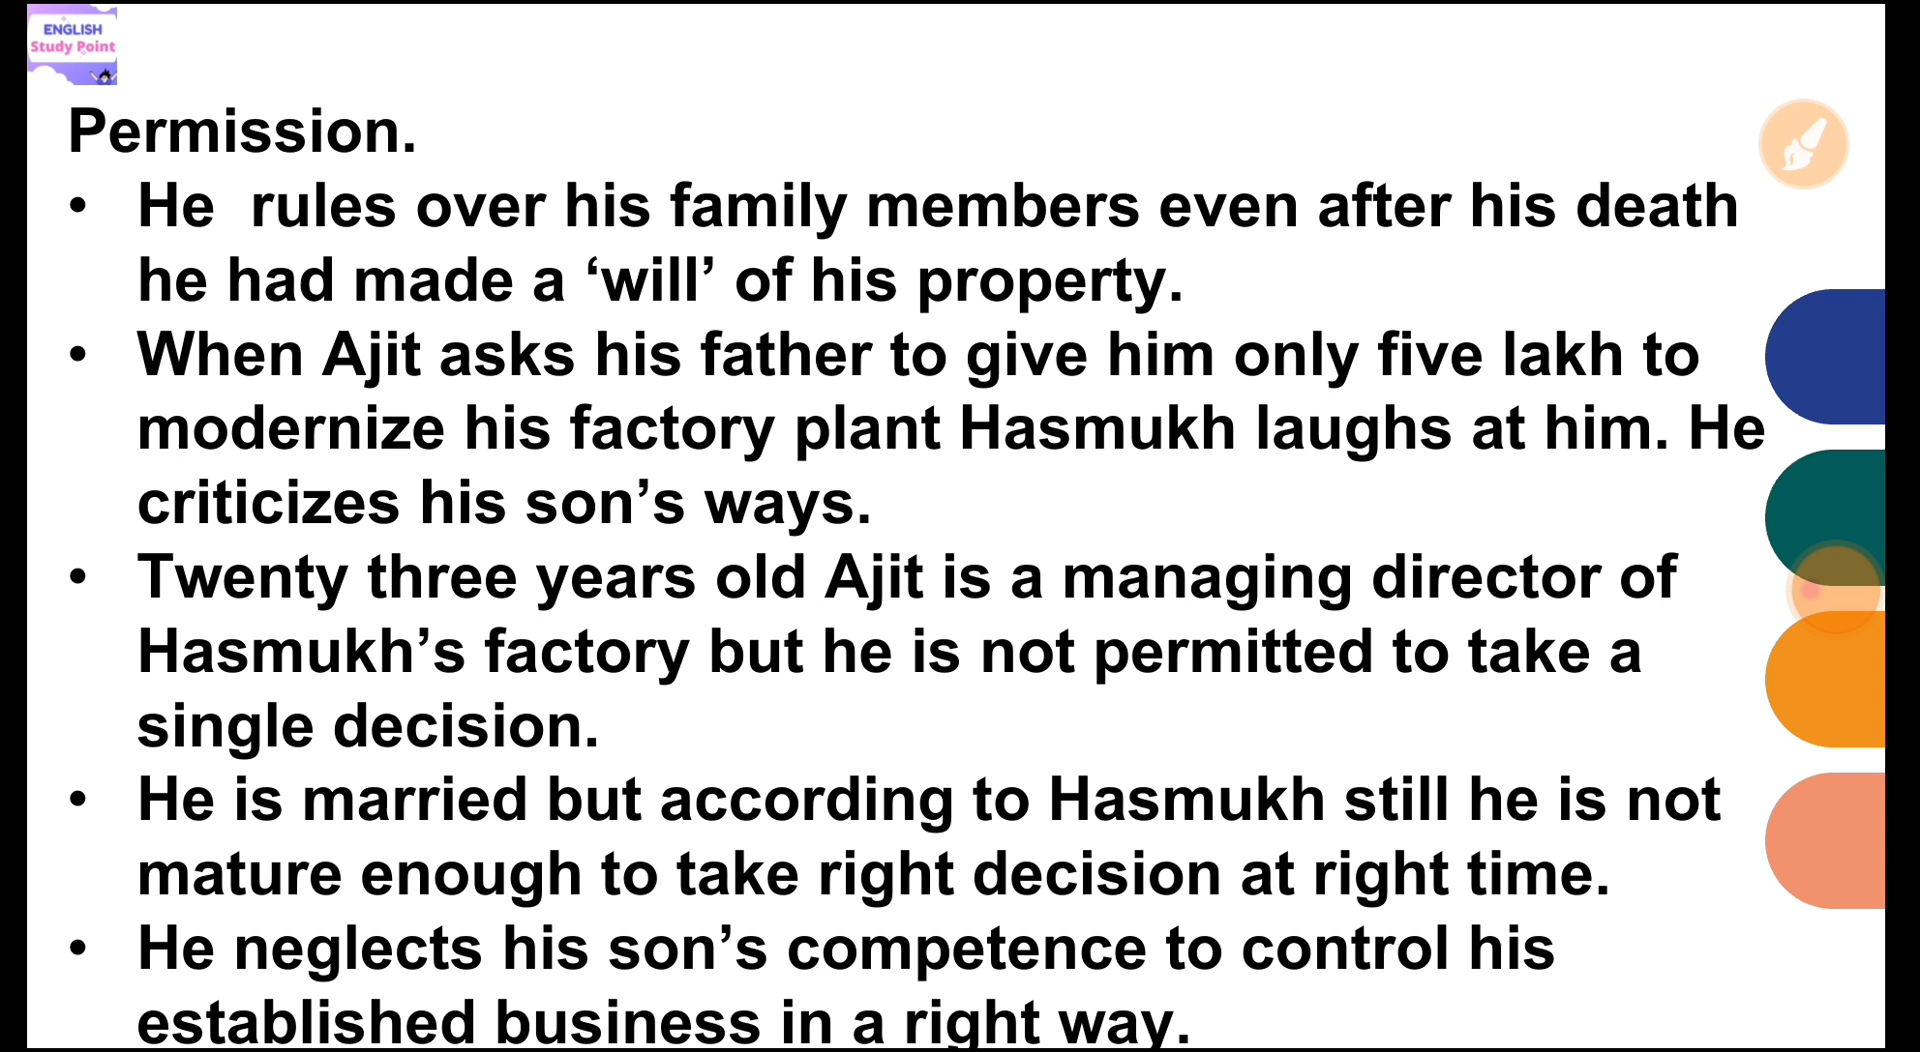 ENGLISH
Study Point
Permission.
• He  rules over his family members even after his death
he had made a ‘will’ of his property.
• When Ajit asks his father to give him only five lakh to
modernize his factory plant Hasmukh laughs at him. He
criticizes his son’s ways.
• Twenty three years old Ajit is a managing director of
Hasmukh’s factory but he is not permitted to take a
single decision.
• He is married but according to Hasmukh still he is not
mature enough to take right decision at right time.
• He neglects his son’s competence to control his
established business in a right way.